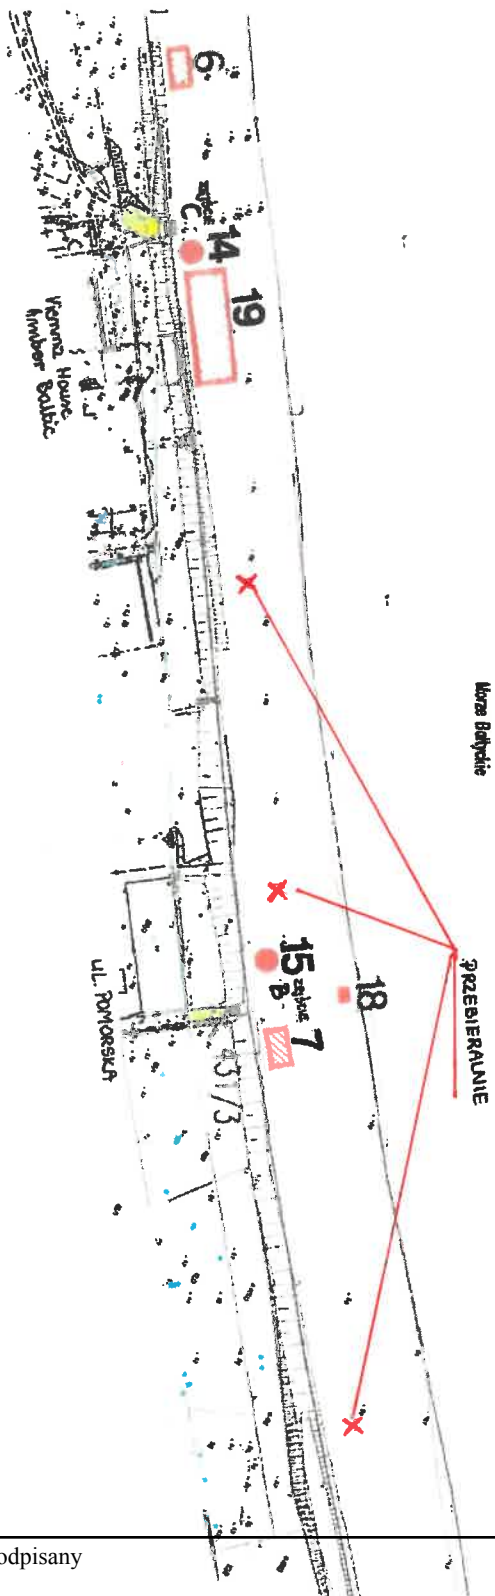 6
zejście
C
14
19
Vienna House
Amber Baltic
Morze Bałtyckie
PRZEBIERALNIE
18
15
zejście
B
7
431/3
UL. POMORSKA
odpisany